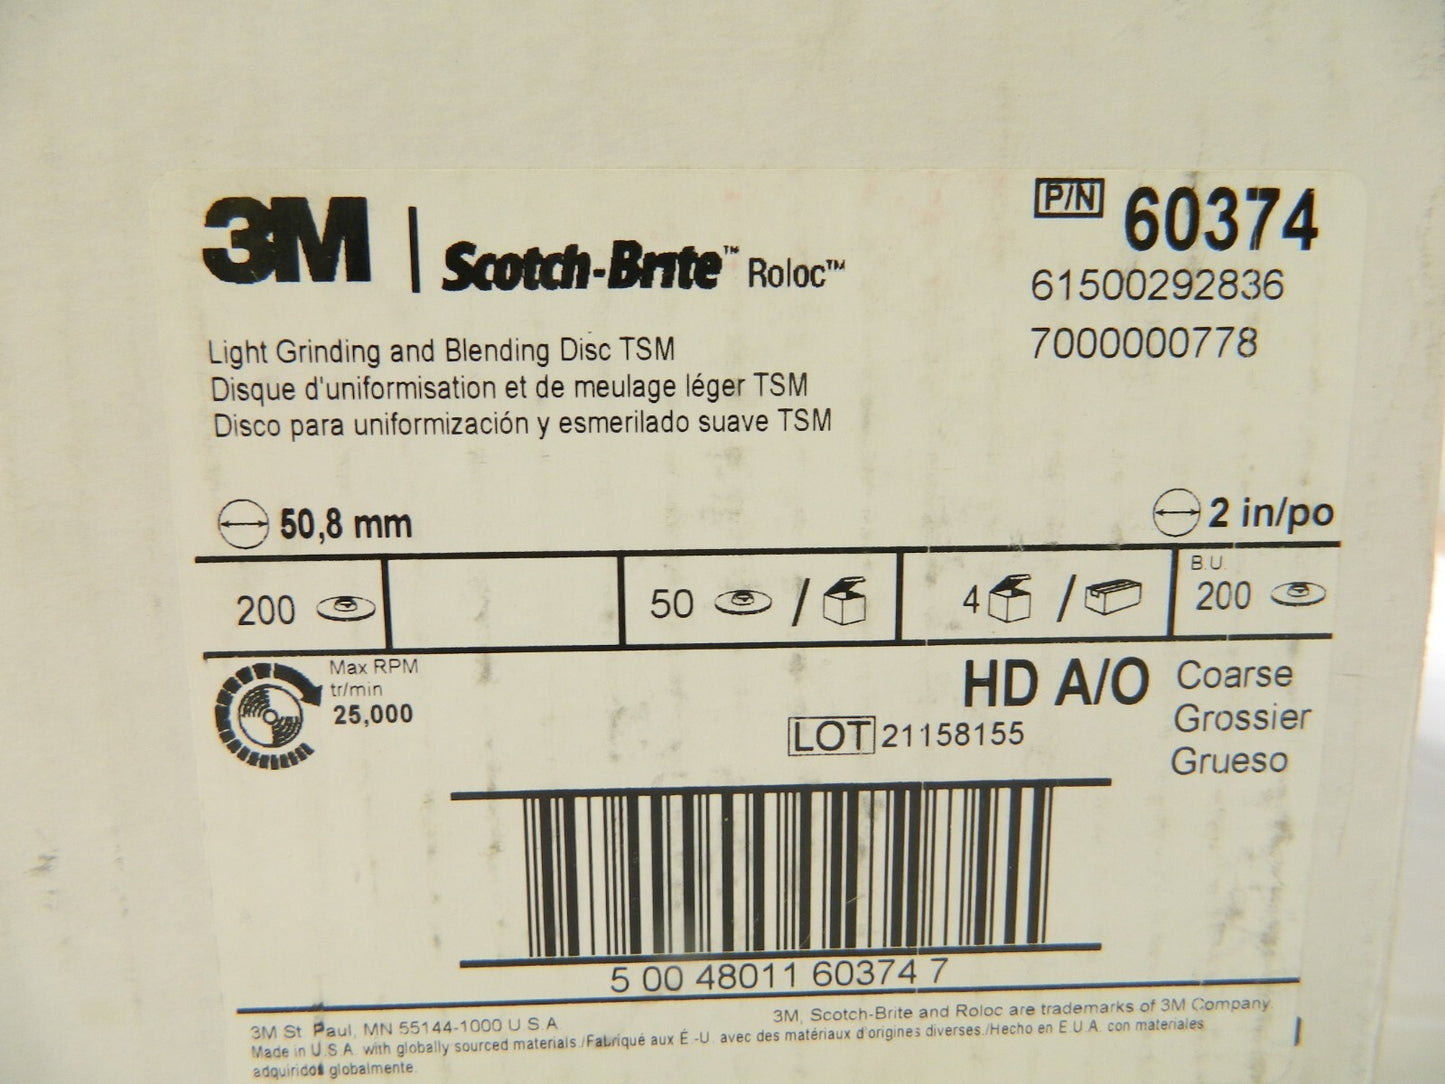 3M | Scotch-Brite™ Roloc™
P/N 60374
61500292836
7000000778
Light Grinding and Blending Disc TSM
Disque d'uniformisation et de meulage léger TSM
Disco para uniformización y esmerilado suave TSM
50,8 mm
2 in/po
200
50 /
4 /
B.U.
200
Max RPM
tr/min
25,000
HD A/O
Coarse
Grossier
Grueso
LOT 21158155
5 00 48011 60374 7
3M St. Paul, MN 55144-1000 U S A
3M, Scotch-Brite and Roloc are trademarks of 3M Company.
Made in U.S.A. with globally sourced materials./Fabriqué aux É.-U. avec des matériaux d'origines diverses./Hecho en E.U.A. con materiales
adquiridos globalmente.